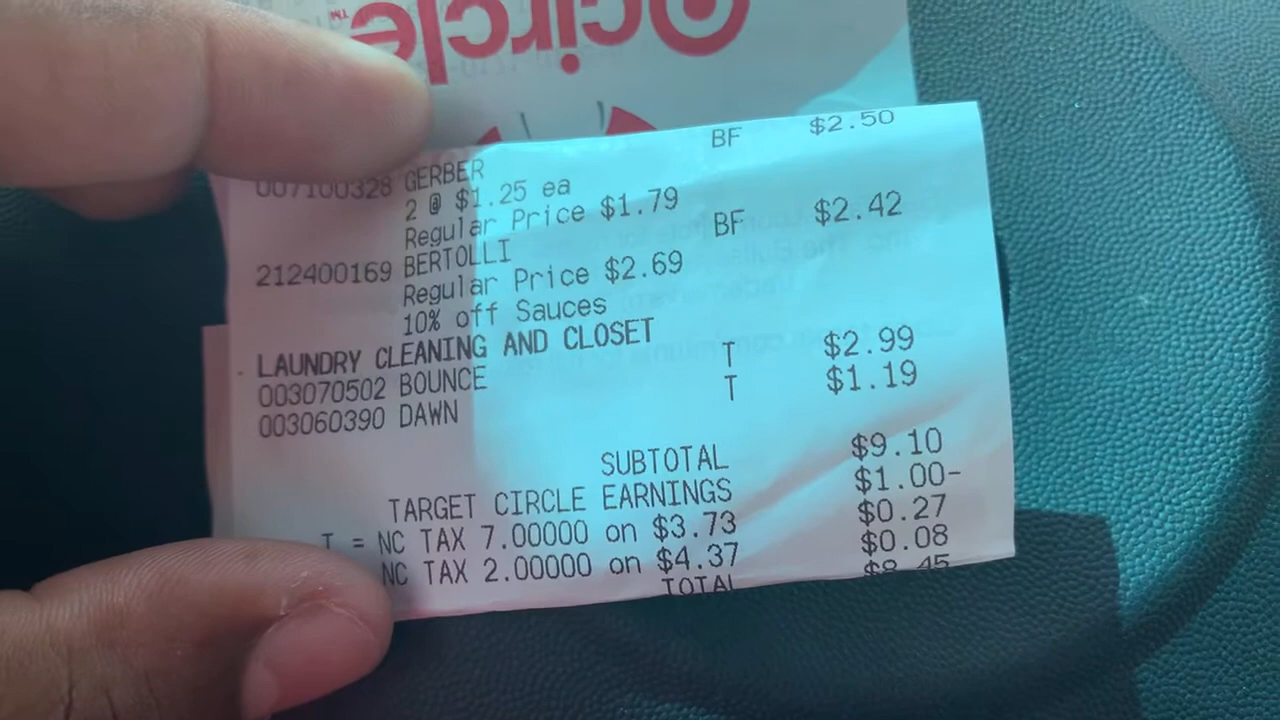 circle™
BF $2.50
007100328 GERBER
2 @ $1.25 ea
Regular Price $1.79
BF $2.42
212400169 BERTOLLI
Regular Price $2.69
10% off Sauces
LAUNDRY CLEANING AND CLOSET
003070502 BOUNCE T $2.99
003060390 DAWN T $1.19
SUBTOTAL $9.10
TARGET CIRCLE EARNINGS $1.00-
T = NC TAX 7.00000 on $3.73 $0.27
NC TAX 2.00000 on $4.37 $0.08
TOTAL $8.45